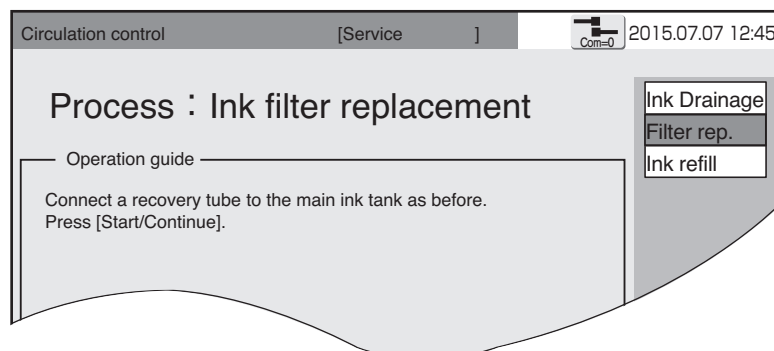 Circulation control [Service ] Com=0 2015.07.07 12:45
Process：Ink filter replacement
Ink Drainage
Filter rep.
Ink refill
Operation guide
Connect a recovery tube to the main ink tank as before.
Press [Start/Continue].